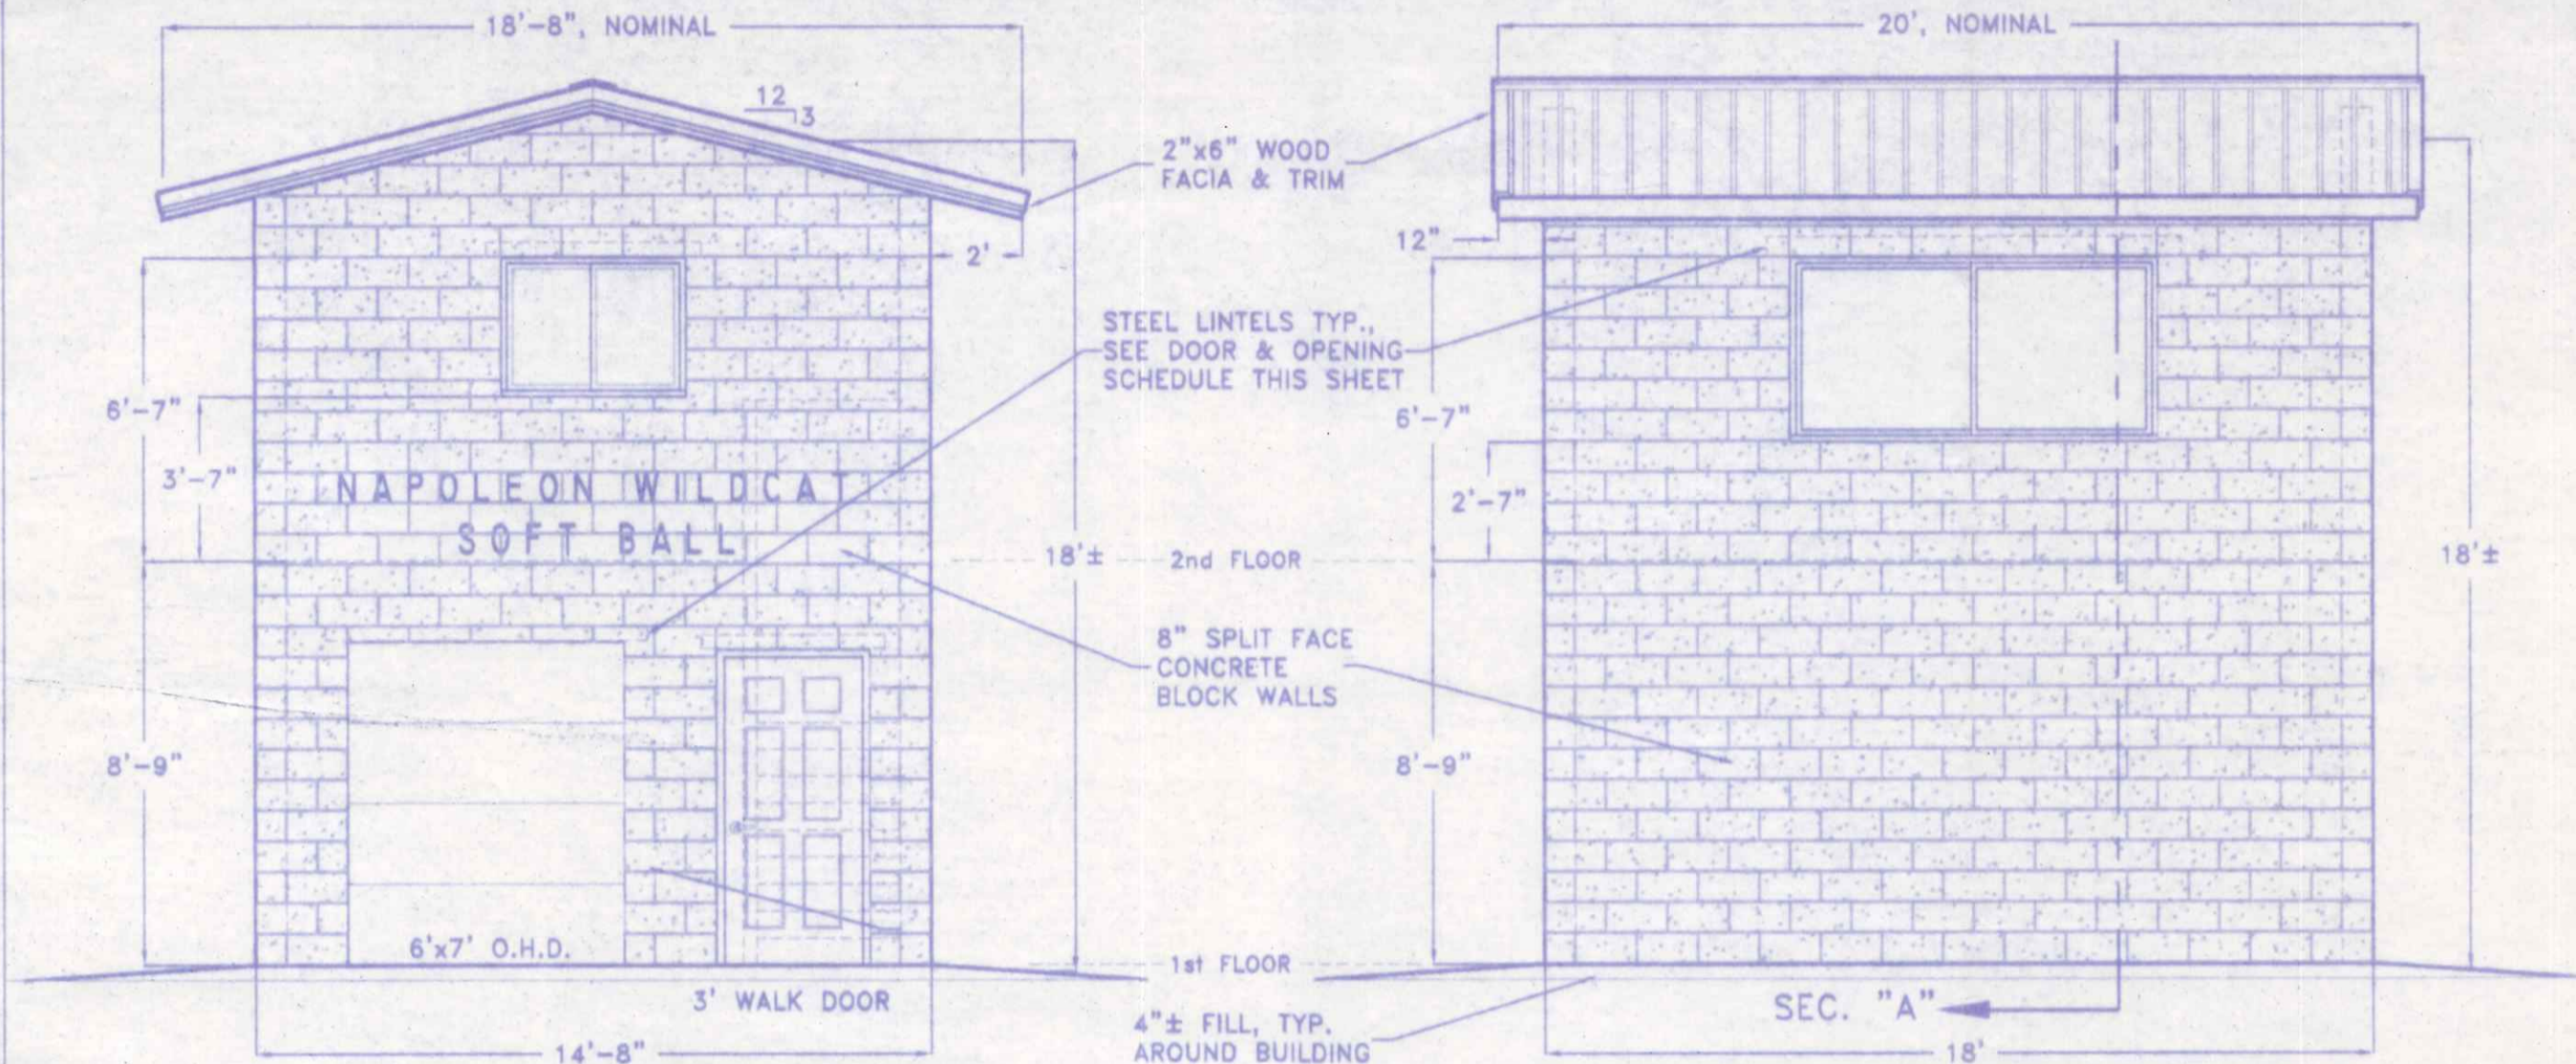 18'-8", NOMINAL
20', NOMINAL
12
3
2"x6" WOOD
FACIA & TRIM
2'
12"
STEEL LINTELS TYP.,
SEE DOOR & OPENING
SCHEDULE THIS SHEET
6'-7"
3'-7"
6'-7"
2'-7"
NAPOLEON WILDCAT
SOFT BALL
18'±
2nd FLOOR
18'±
8" SPLIT FACE
CONCRETE
BLOCK WALLS
8'-9"
8'-9"
6'x7' O.H.D.
1st FLOOR
3' WALK DOOR
SEC. "A"
4"± FILL, TYP.
AROUND BUILDING
14'-8"
18'